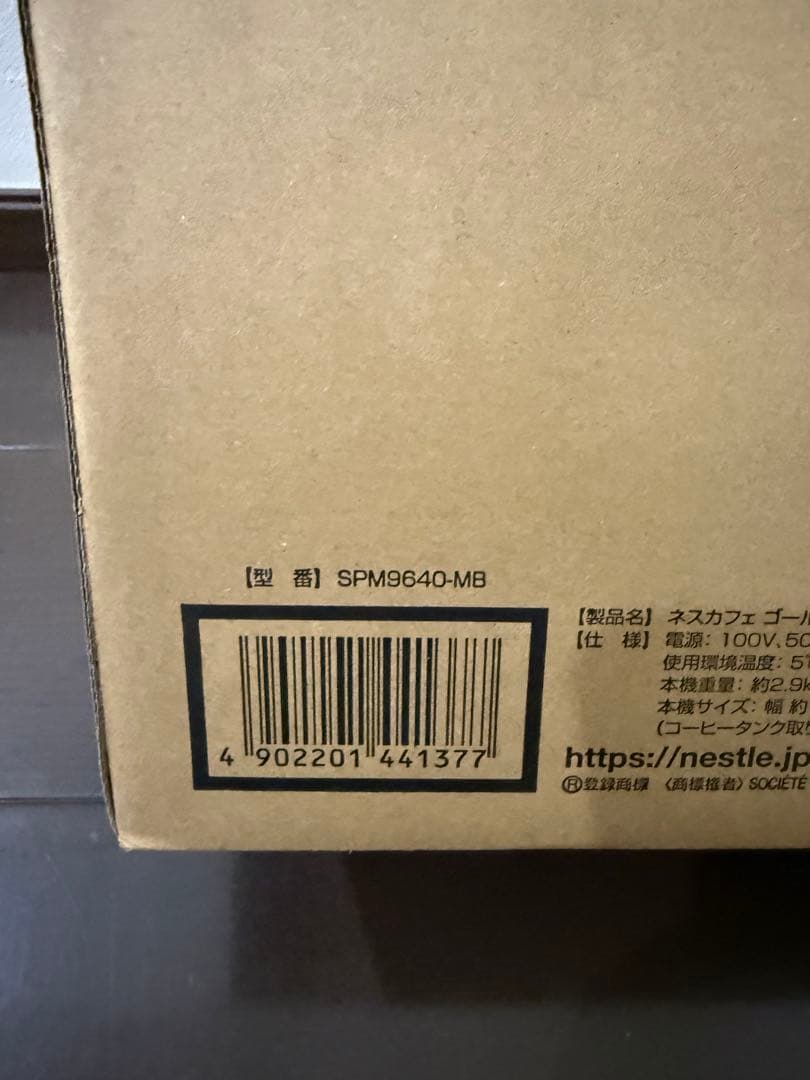 【型 番】 SPM9640-MB
4 902201 441377
【製品名】 ネスカフェ ゴール
【仕 様】 電源: 100V、50
使用環境温度: 5
本機重量: 約2.9k
本機サイズ: 幅 約
(コーヒータンク取り
https://nestle.jp
Ⓡ登録商標 〈商標権者〉 SOCIÉTÉ